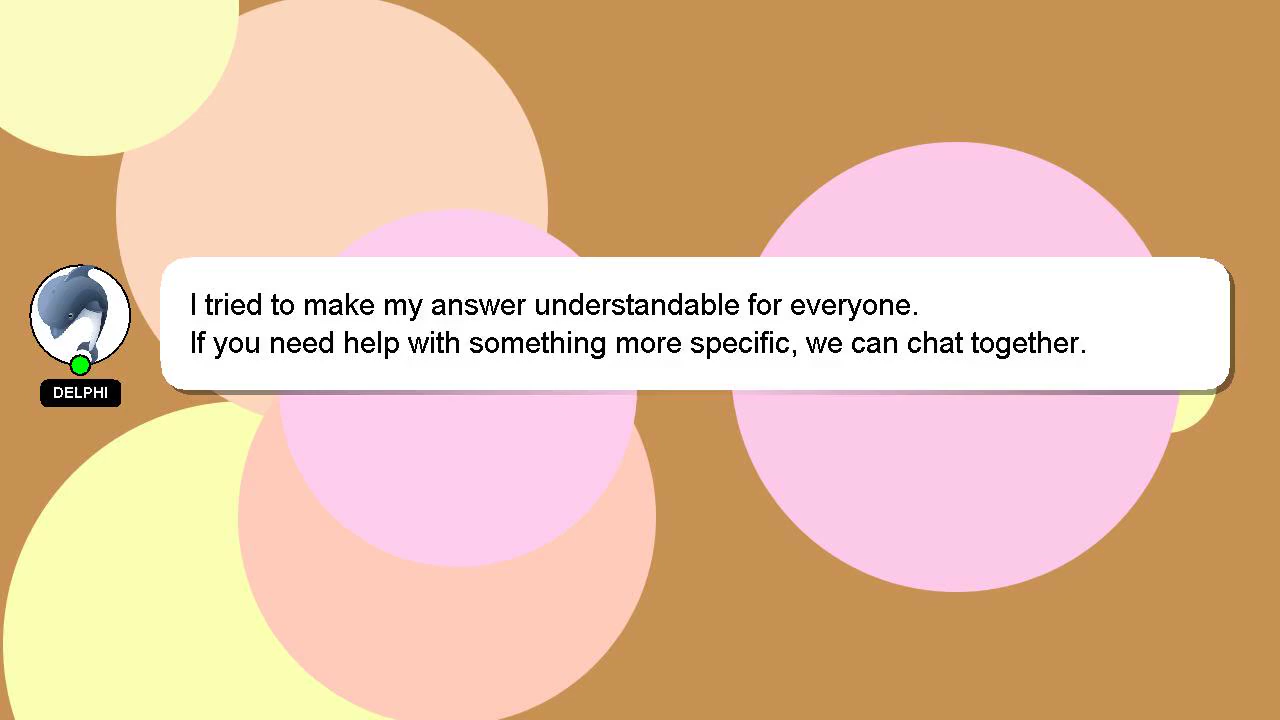 I tried to make my answer understandable for everyone.
If you need help with something more specific, we can chat together.
DELPHI